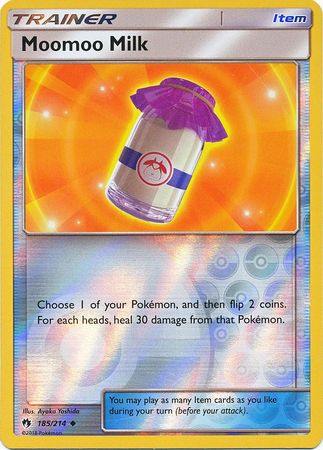 TRAINER Item
Moomoo Milk
Choose 1 of your Pokémon, and then flip 2 coins.
For each heads, heal 30 damage from that Pokémon.
Illus. Ayaka Yoshida
185/214 ◆
©2018 Pokémon
You may play as many Item cards as you like
during your turn (before your attack).